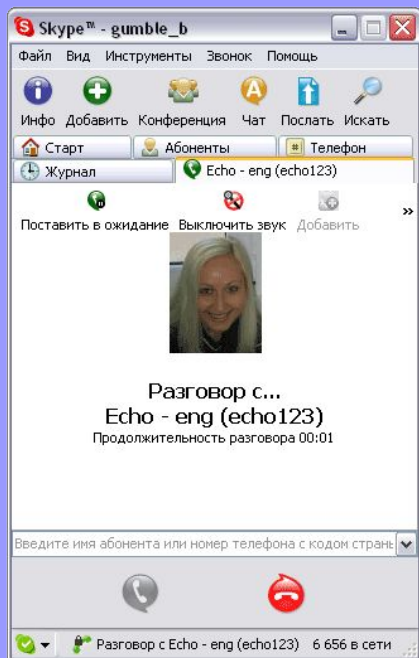 Skype™ - gumble_b
Файл Вид Инструменты Звонок Помощь
Инфо Добавить Конференция Чат Послать Искать
Старт Абоненты Телефон
Журнал Echo - eng (echo123)
Поставить в ожидание Выключить звук Добавить »
Разговор с...
Echo - eng (echo123)
Продолжительность разговора 00:01
Введите имя абонента или номер телефона с кодом страны
Разговор с Echo - eng (echo123) 6 656 в сети